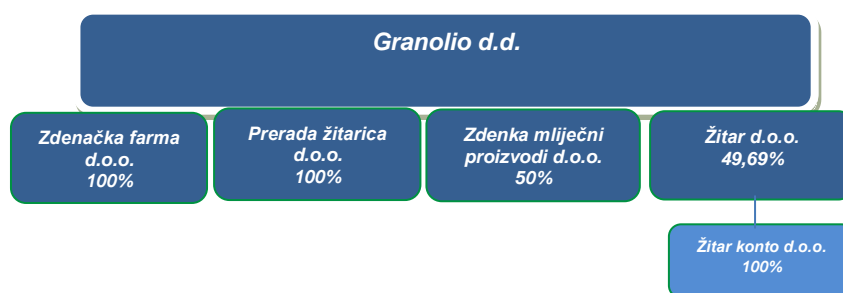 Granolio d.d.
Zdenačka farma
d.o.o.
100%
Prerada žitarica
d.o.o.
100%
Zdenka mliječni
proizvodi d.o.o.
50%
Žitar d.o.o.
49,69%
Žitar konto d.o.o.
100%